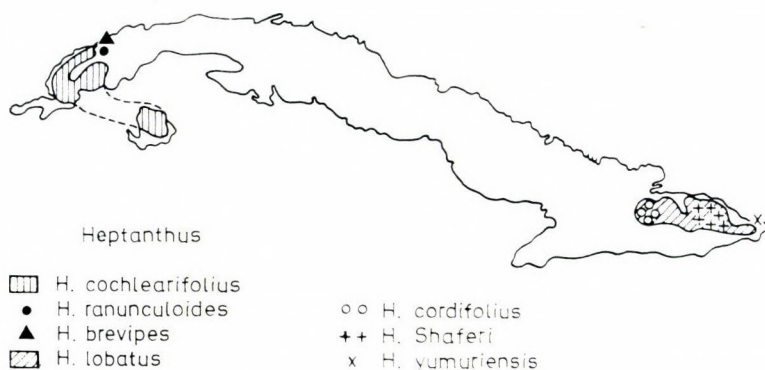 Heptanthus
H. cochlearifolius
H. ranunculoides
H. brevipes
H. lobatus
H. cordifolius
H. Shaferi
H. yumuriensis